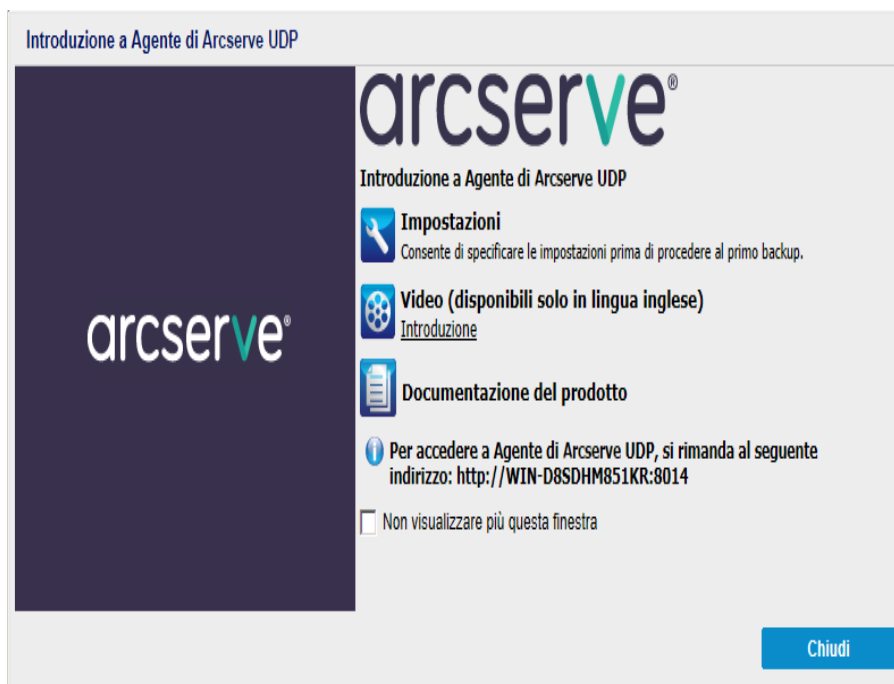 Introduzione a Agente di Arcserve UDP
arcserve®
arcserve®
Introduzione a Agente di Arcserve UDP
Impostazioni
Consente di specificare le impostazioni prima di procedere al primo backup.
Video (disponibili solo in lingua inglese)
Introduzione
Documentazione del prodotto
Per accedere a Agente di Arcserve UDP, si rimanda al seguente
indirizzo: http://WIN-D8SDHM851KR:8014
Non visualizzare più questa finestra
Chiudi